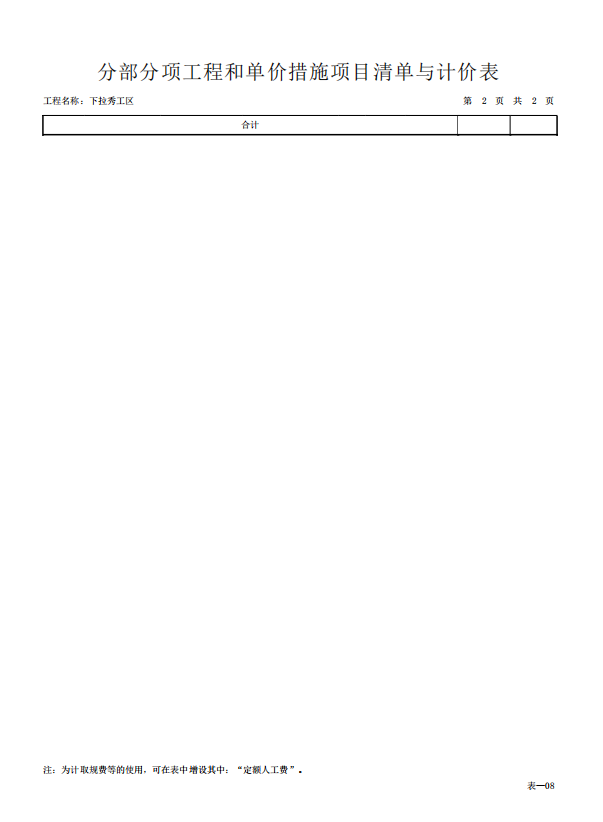 分部分项工程和单价措施项目清单与计价表
工程名称：下拉秀工区 第 2 页 共 2 页
合计
注：为计取规费等的使用，可在表中增设其中：“定额人工费”。
表—08